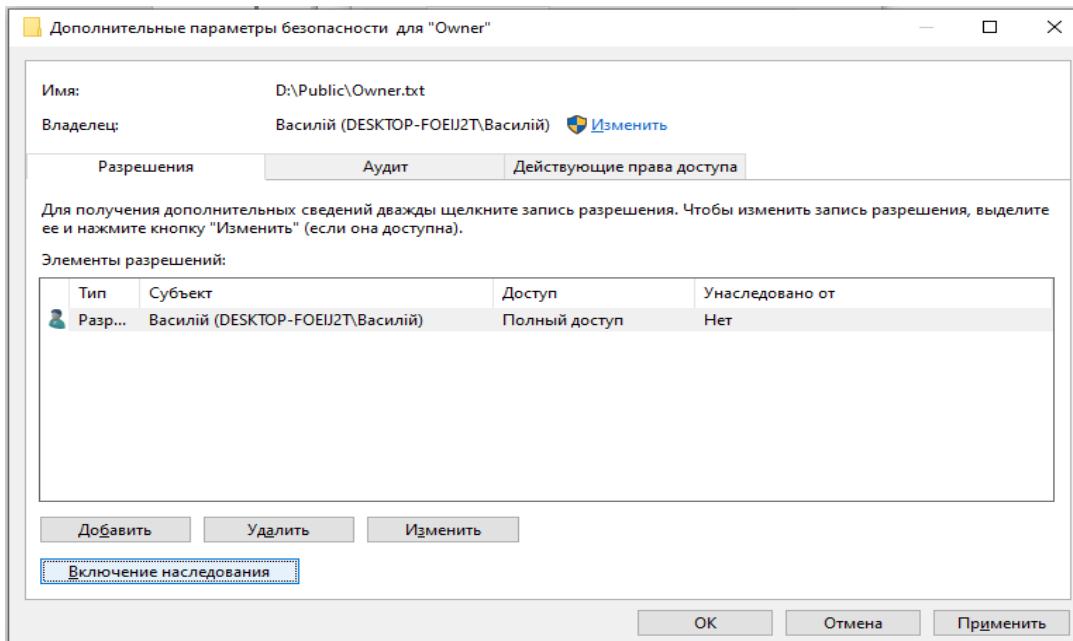 Дополнительные параметры безопасности для "Owner"
Имя: D:\Public\Owner.txt
Владелец: Василій (DESKTOP-FOEIJ2T\Василій) Изменить
Разрешения Аудит Действующие права доступа
Для получения дополнительных сведений дважды щелкните запись разрешения. Чтобы изменить запись разрешения, выделите
ее и нажмите кнопку "Изменить" (если она доступна).
Элементы разрешений:
Тип Субъект Доступ Унаследовано от
Разр... Василій (DESKTOP-FOEIJ2T\Василій) Полный доступ Нет
Добавить Удалить Изменить
Включение наследования
ОК Отмена Применить